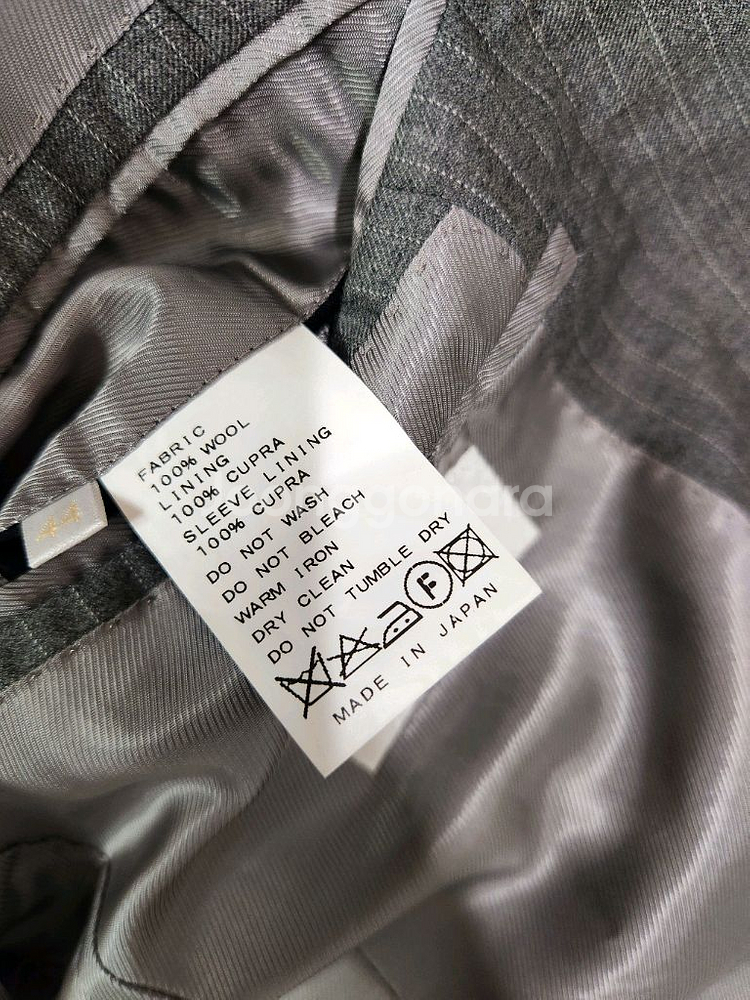 FABRIC
100% WOOL
LINING
100% CUPRA
SLEEVE LINING
100% CUPRA
DO NOT WASH
DO NOT BLEACH
WARM IRON
DRY CLEAN
DO NOT TUMBLE DRY
F
MADE IN JAPAN
44